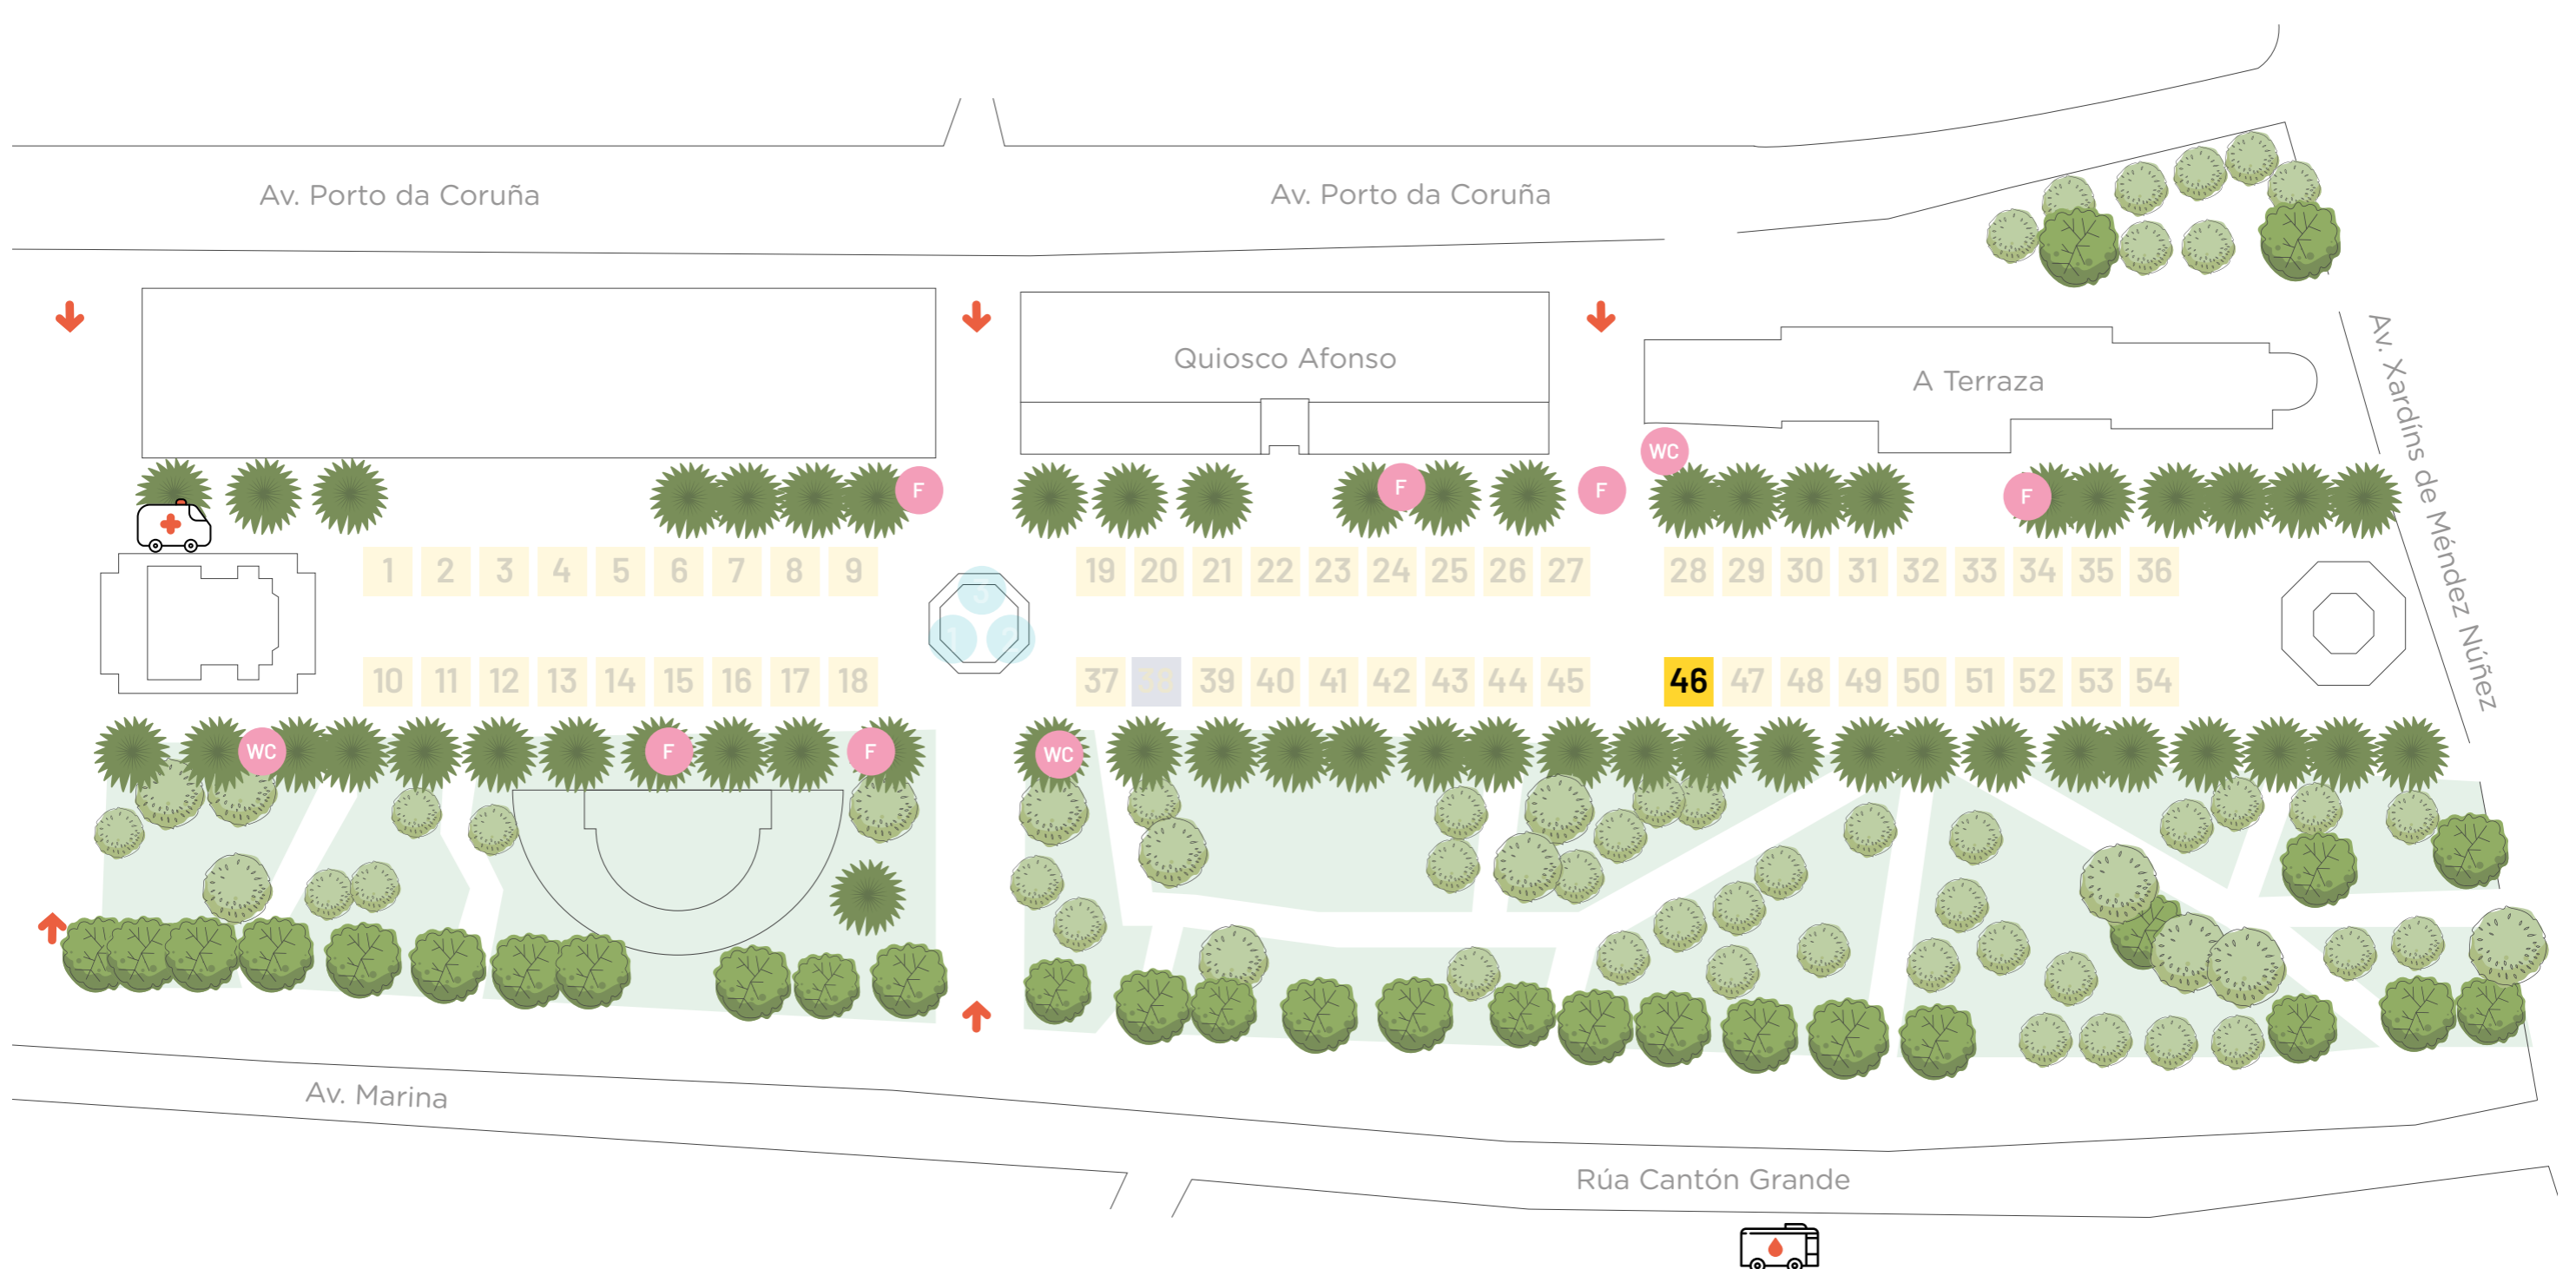 Av. Porto da Coruña
Av. Porto da Coruña
Quiosco Afonso
A Terraza
Av. Xardíns de Méndez Núñez
WC
F
F
F
F
1 2 3 4 5 6 7 8 9
3
1 2
19 20 21 22 23 24 25 26 27
28 29 30 31 32 33 34 35 36
10 11 12 13 14 15 16 17 18
37 38 39 40 41 42 43 44 45
46 47 48 49 50 51 52 53 54
WC
F
F
WC
Av. Marina
Rúa Cantón Grande